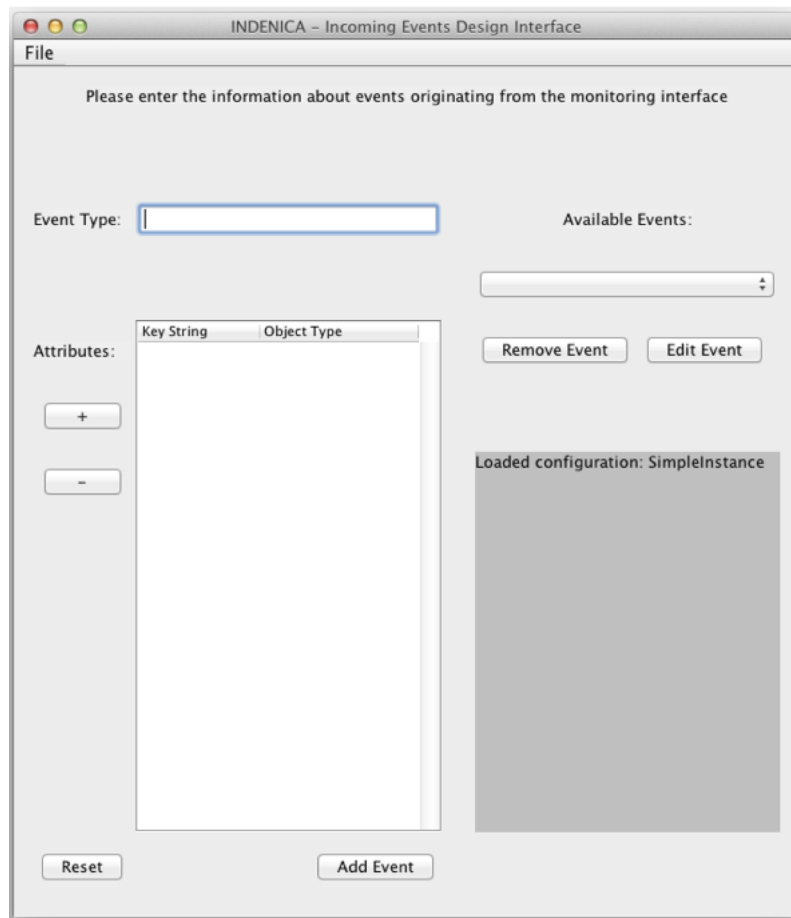 INDENICA – Incoming Events Design Interface
File
Please enter the information about events originating from the monitoring interface
Event Type:
Available Events:
Key String Object Type
Attributes:
Remove Event Edit Event
+
Loaded configuration: SimpleInstance
-
Reset Add Event